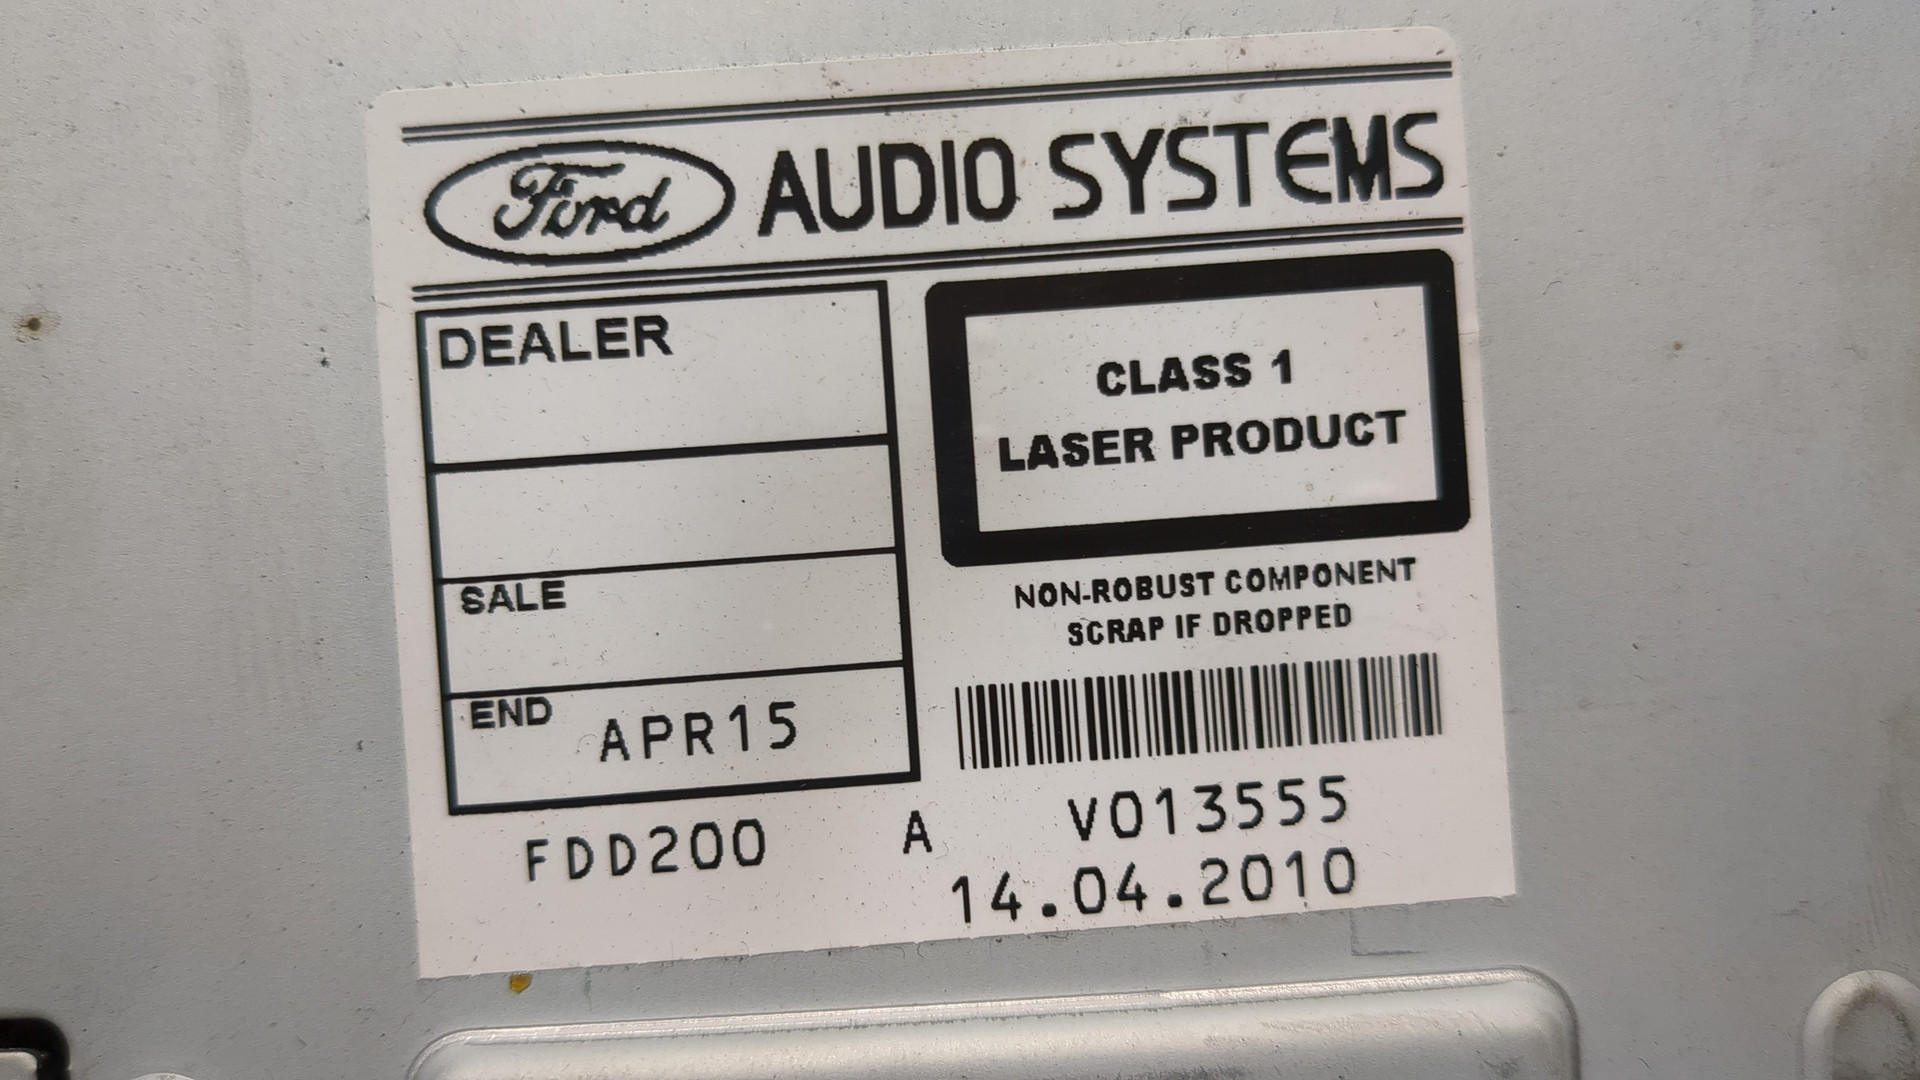 Ford AUDIO SYSTEMS
DEALER
SALE
END APR15
CLASS 1
LASER PRODUCT
NON-ROBUST COMPONENT
SCRAP IF DROPPED
FDD200 A V013555
14.04.2010